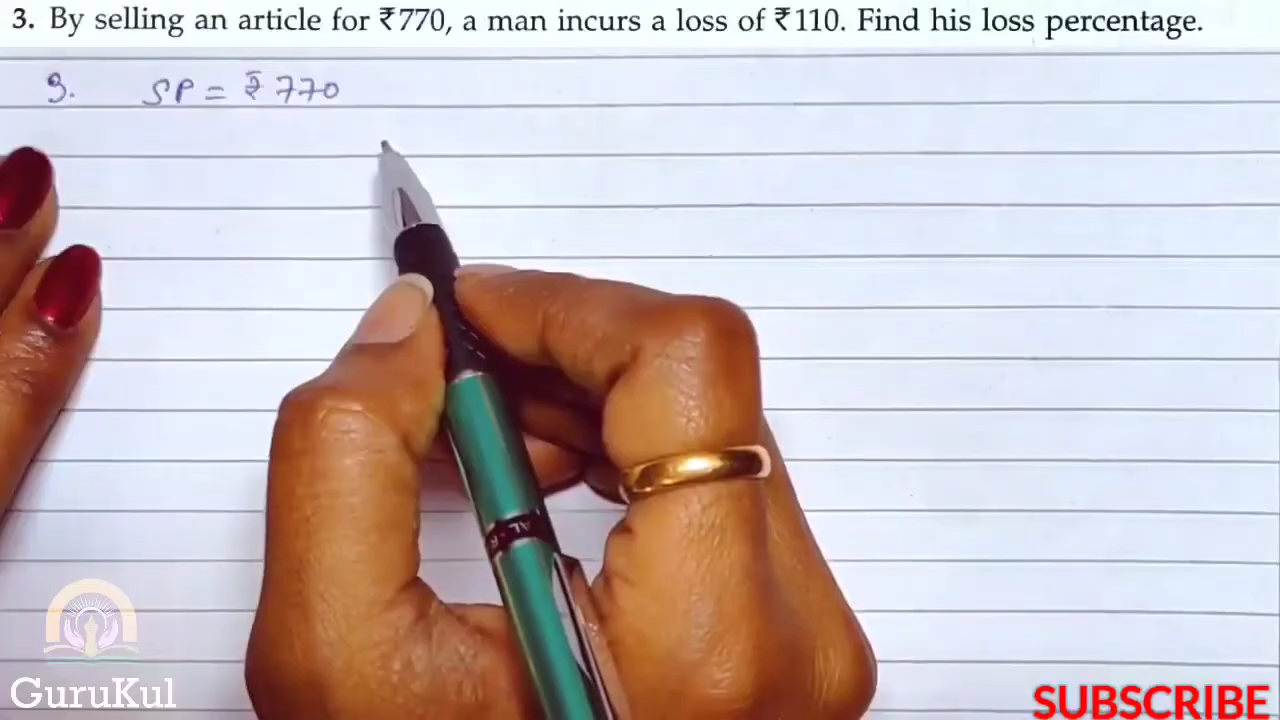 3. By selling an article for ₹770, a man incurs a loss of ₹110. Find his loss percentage.
3. SP = ₹ 770
GuruKul
SUBSCRIBE